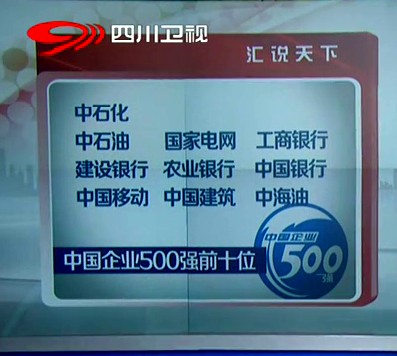 四川卫视
汇说天下
中石化
中石油 国家电网 工商银行
建设银行 农业银行 中国银行
中国移动 中国建筑 中海油
中国企业500强前十位
中国企业
500
强